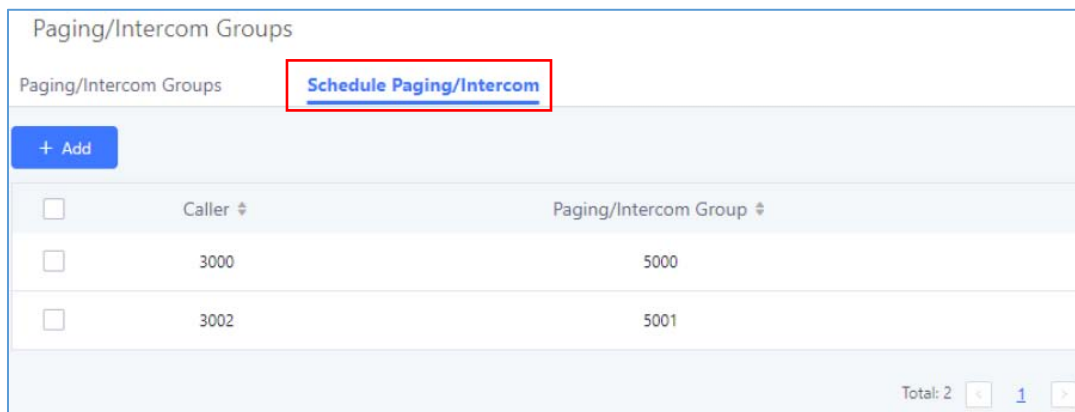 Paging/Intercom Groups
Paging/Intercom Groups Schedule Paging/Intercom
+ Add
Caller Paging/Intercom Group
3000 5000
3002 5001
Total: 2 < 1 >